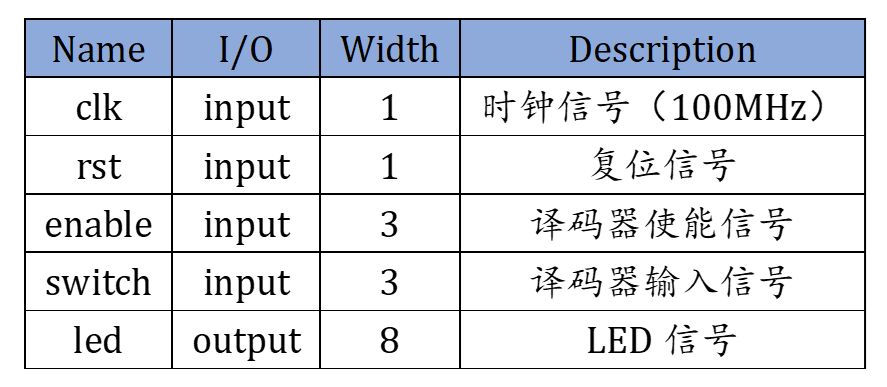 Name I/O Width Description
clk input 1 时钟信号（100MHz）
rst input 1 复位信号
enable input 3 译码器使能信号
switch input 3 译码器输入信号
led output 8 LED 信号